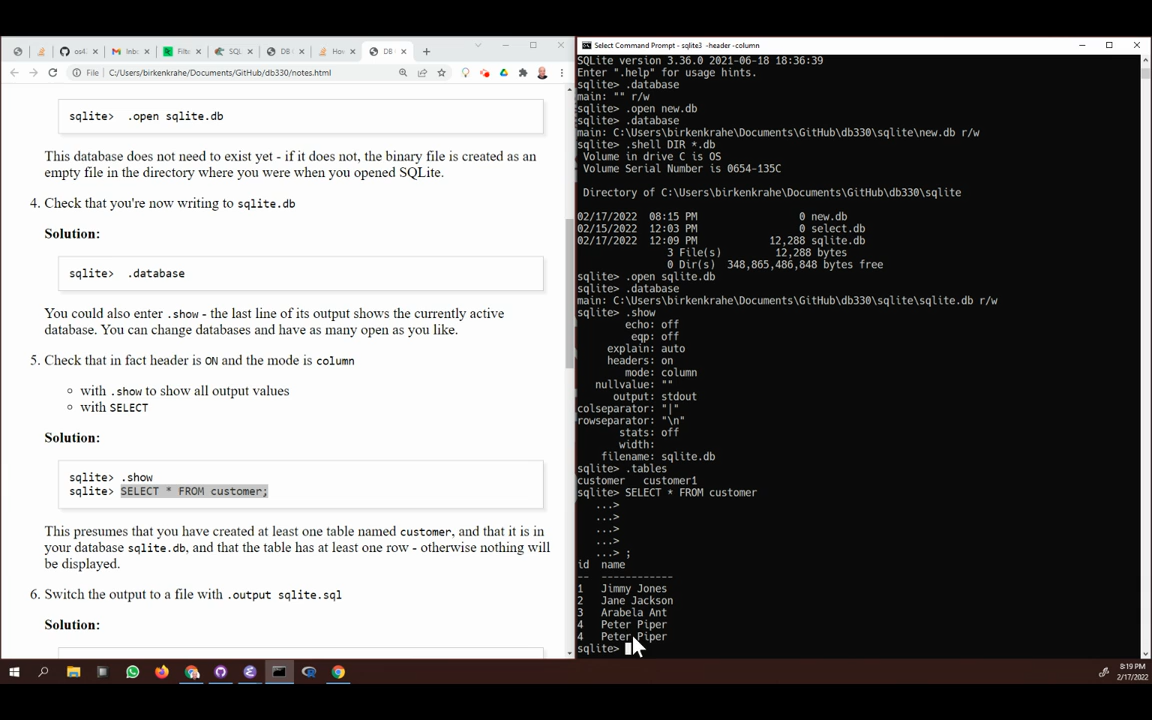 os4
Inb
Filte
SQL
DB
Hov
DB
File
C:/Users/birkenkrahe/Documents/GitHub/db330/notes.html
sqlite>  .open sqlite.db
This database does not need to exist yet - if it does not, the binary file is created as an
empty file in the directory where you were when you opened SQLite.
4. Check that you're now writing to sqlite.db
Solution:
sqlite>  .database
You could also enter .show - the last line of its output shows the currently active
database. You can change databases and have as many open as you like.
5. Check that in fact header is ON and the mode is column
with .show to show all output values
with SELECT
Solution:
sqlite> .show
sqlite> SELECT * FROM customer;
This presumes that you have created at least one table named customer, and that it is in
your database sqlite.db, and that the table has at least one row - otherwise nothing will
be displayed.
6. Switch the output to a file with .output sqlite.sql
Solution:
Select Command Prompt - sqlite3 -header -column
SQLite version 3.36.0 2021-06-18 18:36:39
Enter ".help" for usage hints.
sqlite> .database
main: "" r/w
sqlite> .open new.db
sqlite> .database
main: C:\Users\birkenkrahe\Documents\GitHub\db330\sqlite\new.db r/w
sqlite> .shell DIR *.db
Volume in drive C is OS
Volume Serial Number is 0654-135C
Directory of C:\Users\birkenkrahe\Documents\GitHub\db330\sqlite
02/17/2022  08:15 PM                 0 new.db
02/15/2022  12:03 PM                 0 select.db
02/17/2022  12:09 PM            12,288 sqlite.db
3 File(s)         12,288 bytes
0 Dir(s)  348,865,486,848 bytes free
sqlite> .open sqlite.db
sqlite> .database
main: C:\Users\birkenkrahe\Documents\GitHub\db330\sqlite\sqlite.db r/w
sqlite> .show
echo: off
eqp: off
explain: auto
headers: on
mode: column
nullvalue: ""
output: stdout
colseparator: "|"
rowseparator: "\n"
stats: off
width:
filename: sqlite.db
sqlite> .tables
customer   customer1
sqlite> SELECT * FROM customer
...>
...>
...>
...>
...> ;
id  name
--  ------------
1   Jimmy Jones
2   Jane Jackson
3   Arabela Ant
4   Peter Piper
4   Peter Piper
sqlite>
8:19 PM
2/17/2022